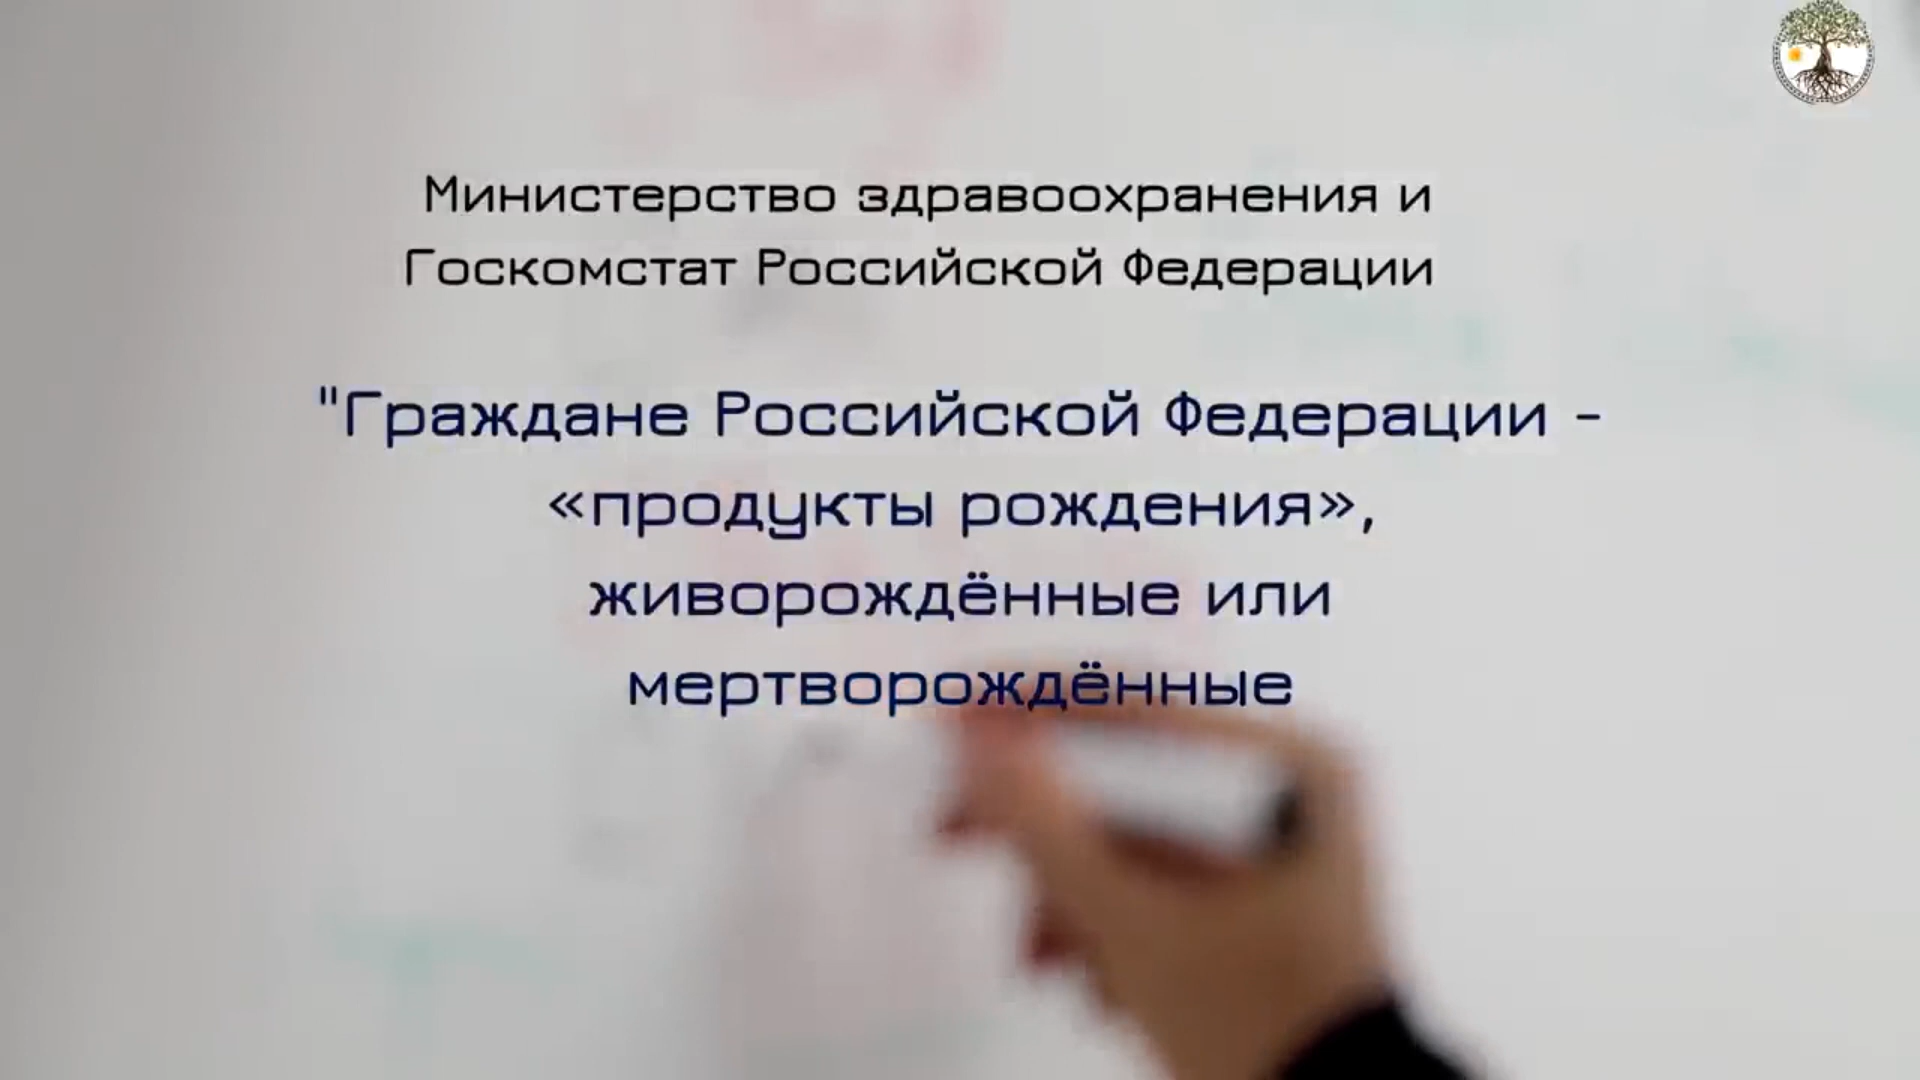 Министерство здравоохранения и
Госкомстат Российской Федерации
"Граждане Российской Федерации -
«продукты рождения»,
живорождённые или
мертворождённые